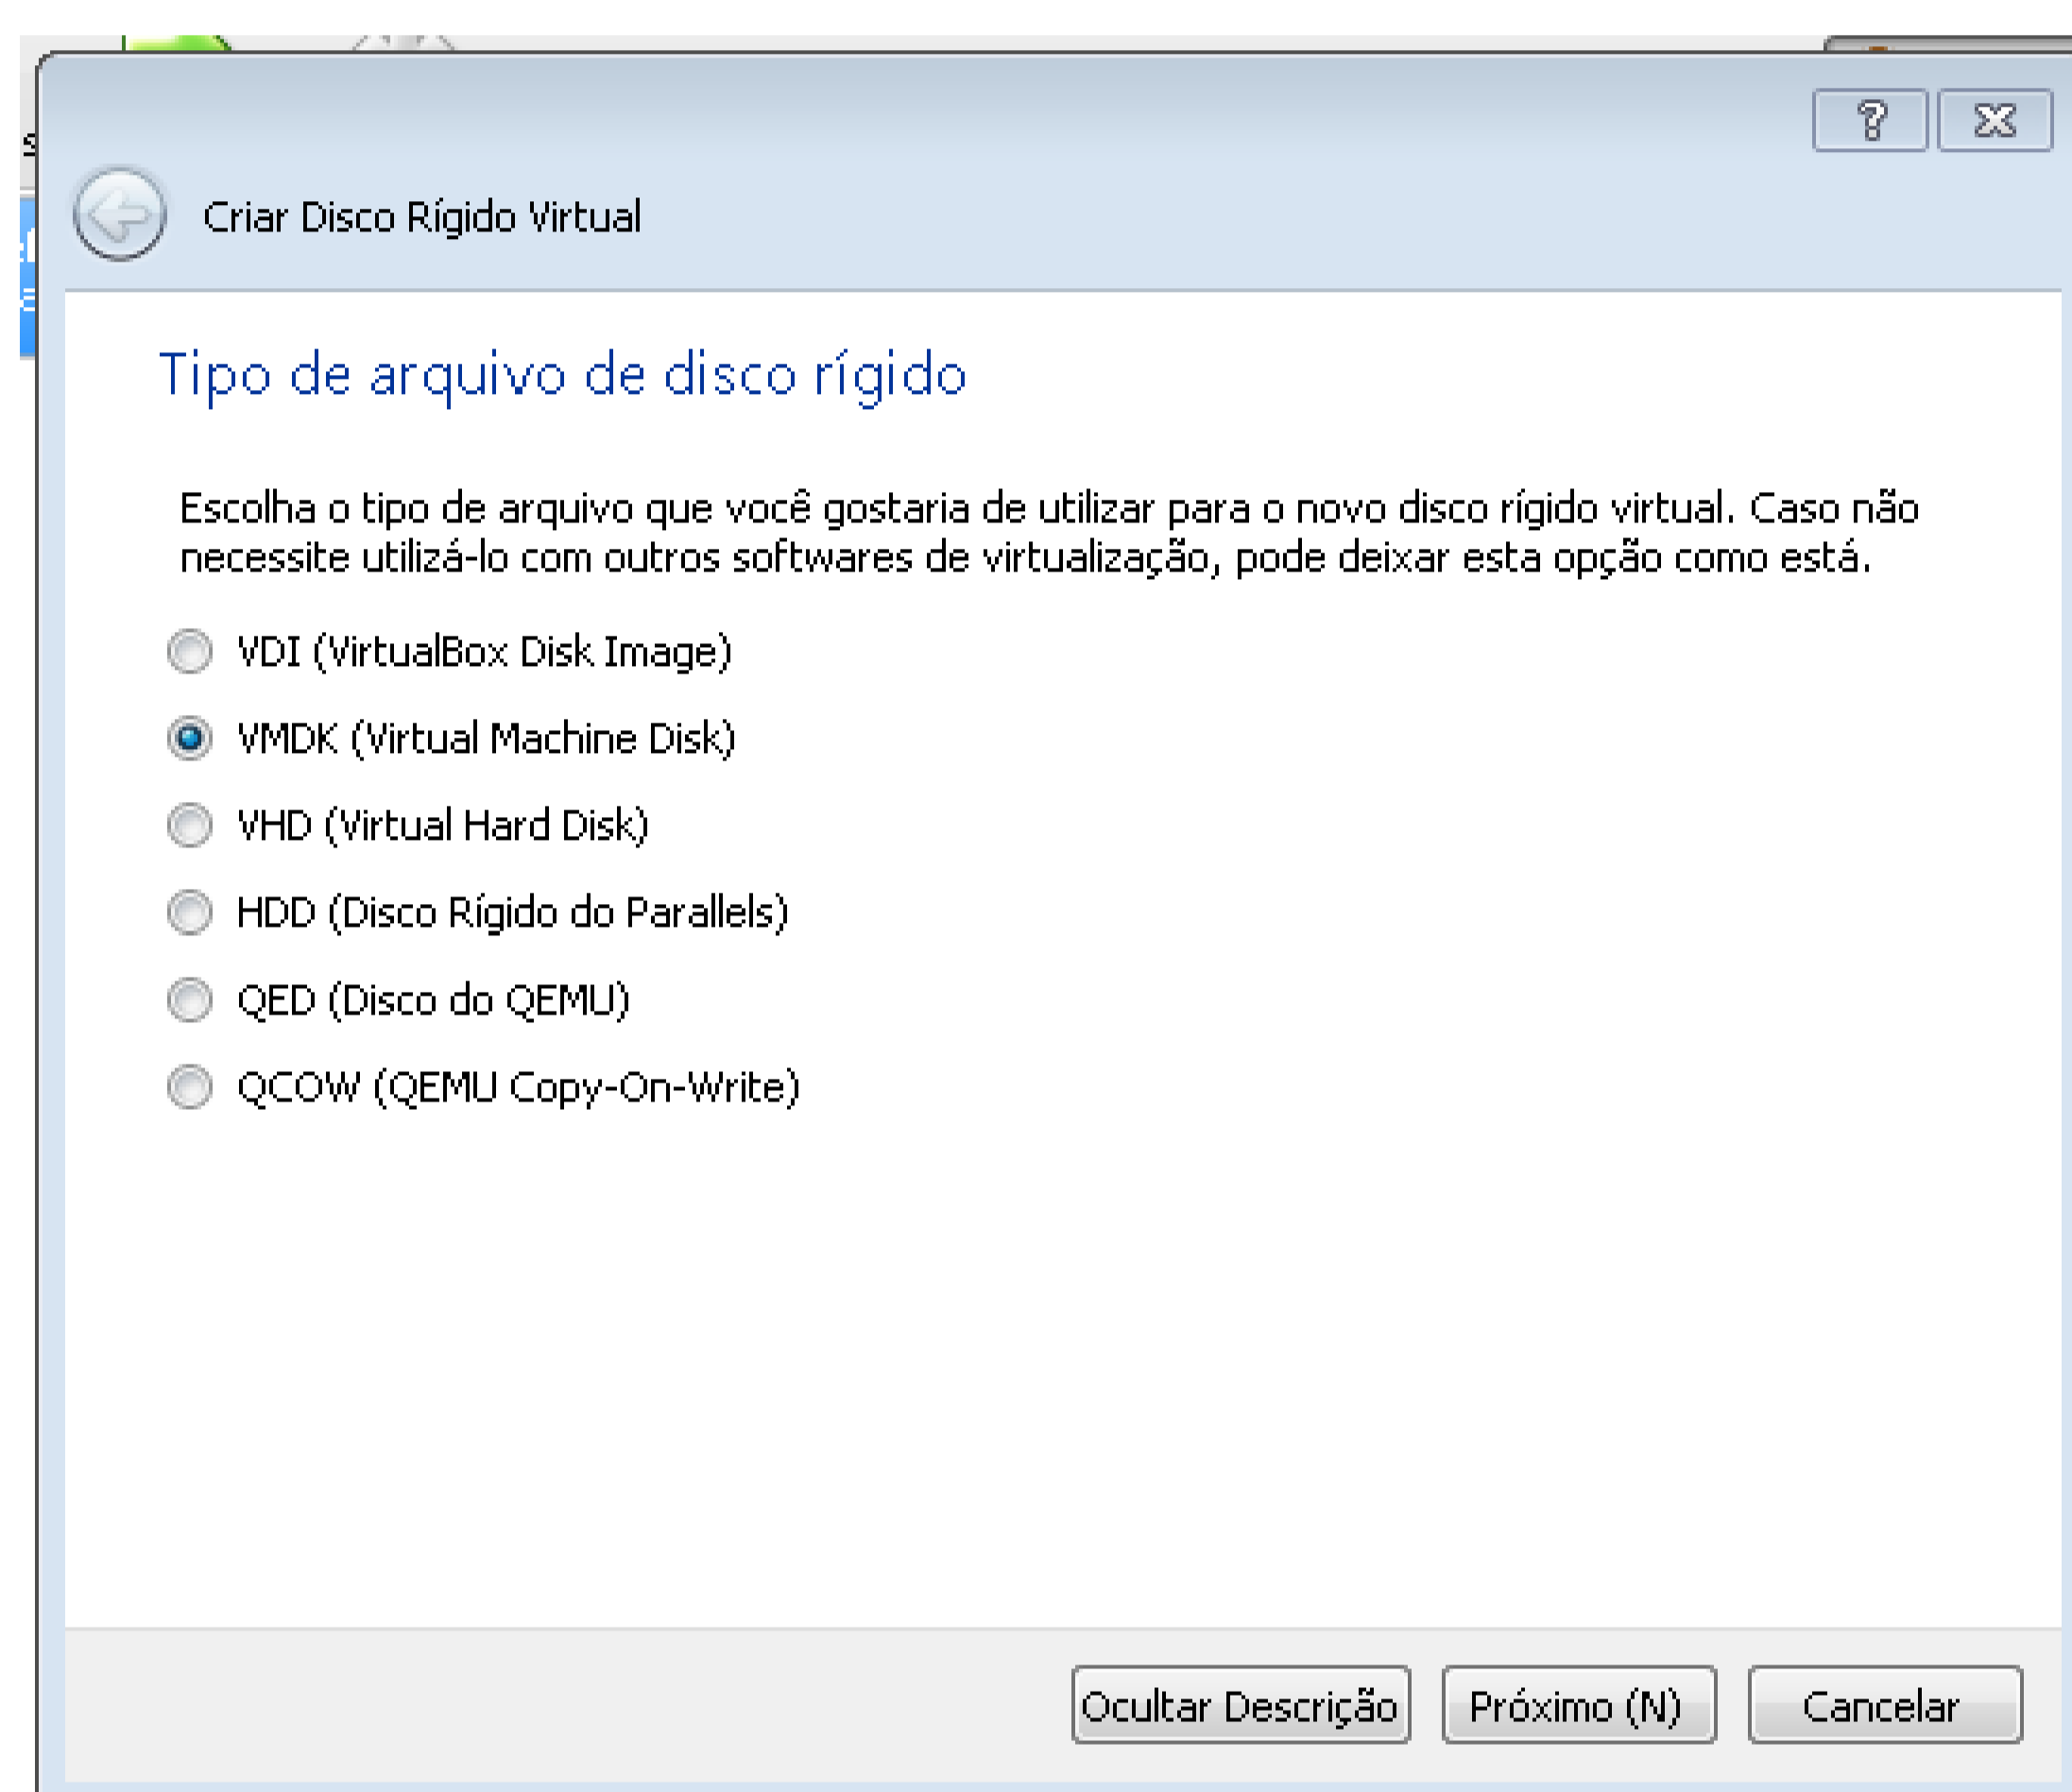 Criar Disco Rígido Virtual
Tipo de arquivo de disco rígido
Escolha o tipo de arquivo que você gostaria de utilizar para o novo disco rígido virtual. Caso não
necessite utilizá-lo com outros softwares de virtualização, pode deixar esta opção como está.
VDI (VirtualBox Disk Image)
VMDK (Virtual Machine Disk)
VHD (Virtual Hard Disk)
HDD (Disco Rígido do Parallels)
QED (Disco do QEMU)
QCOW (QEMU Copy-On-Write)
Ocultar Descrição
Próximo (N)
Cancelar